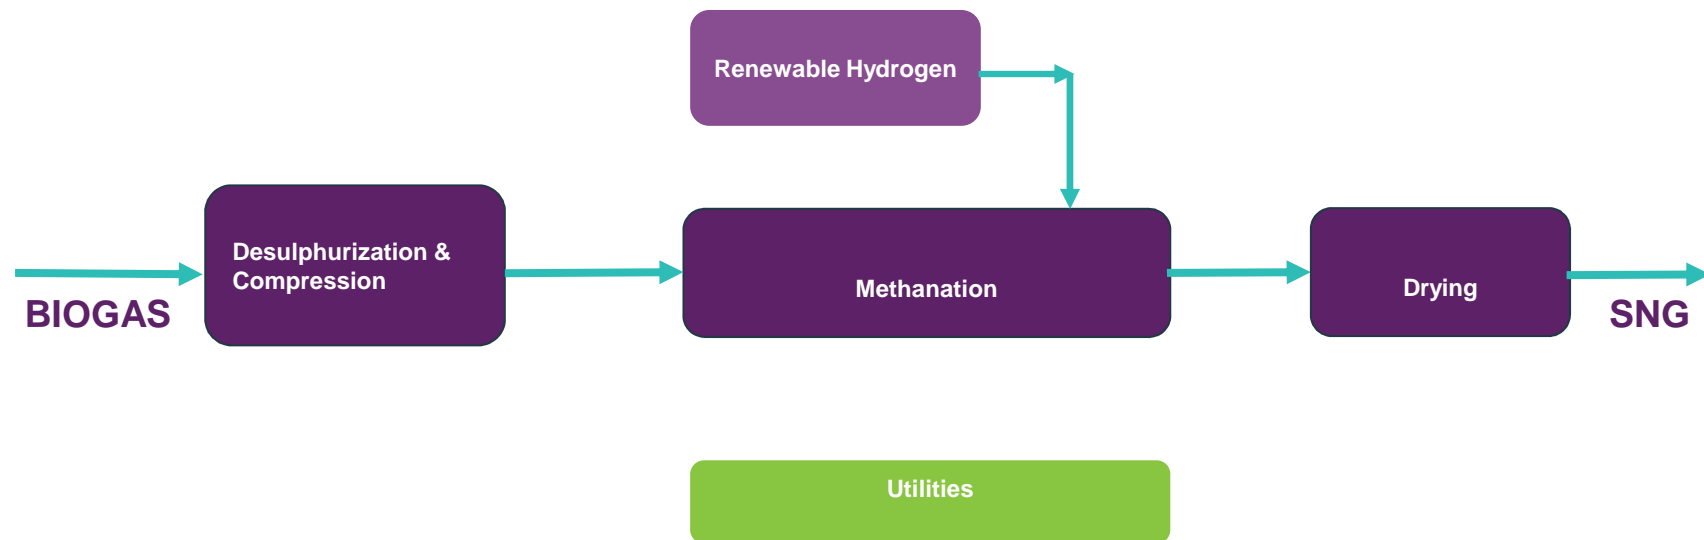 Renewable Hydrogen
Desulphurization &
Compression
Methanation
Drying
BIOGAS
SNG
Utilities